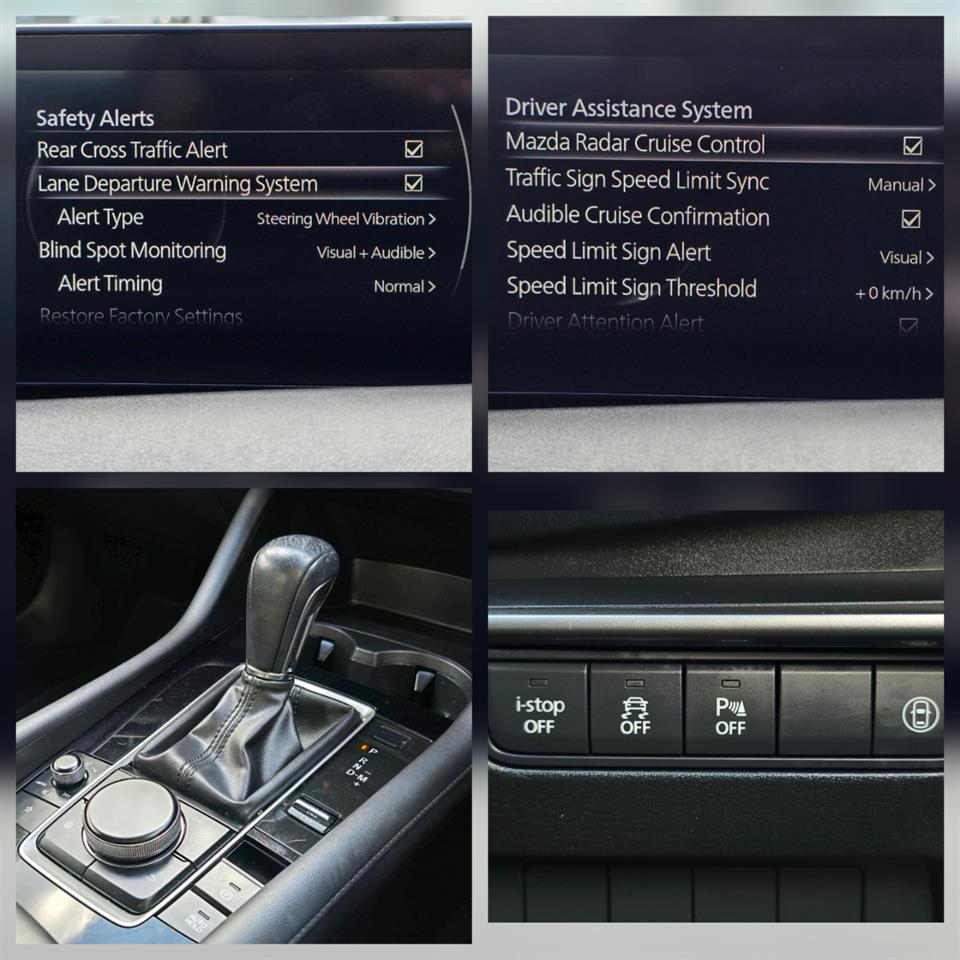 Safety Alerts
Rear Cross Traffic Alert
Lane Departure Warning System
Alert Type Steering Wheel Vibration >
Blind Spot Monitoring Visual + Audible >
Alert Timing Normal >
Restore Factory Settings
Driver Assistance System
Mazda Radar Cruise Control
Traffic Sign Speed Limit Sync Manual >
Audible Cruise Confirmation
Speed Limit Sign Alert Visual >
Speed Limit Sign Threshold + 0 km/h >
Driver Attention Alert
P
R
N −
D-M
+
AUTO
HOLD
i-stop
OFF
OFF
P
OFF